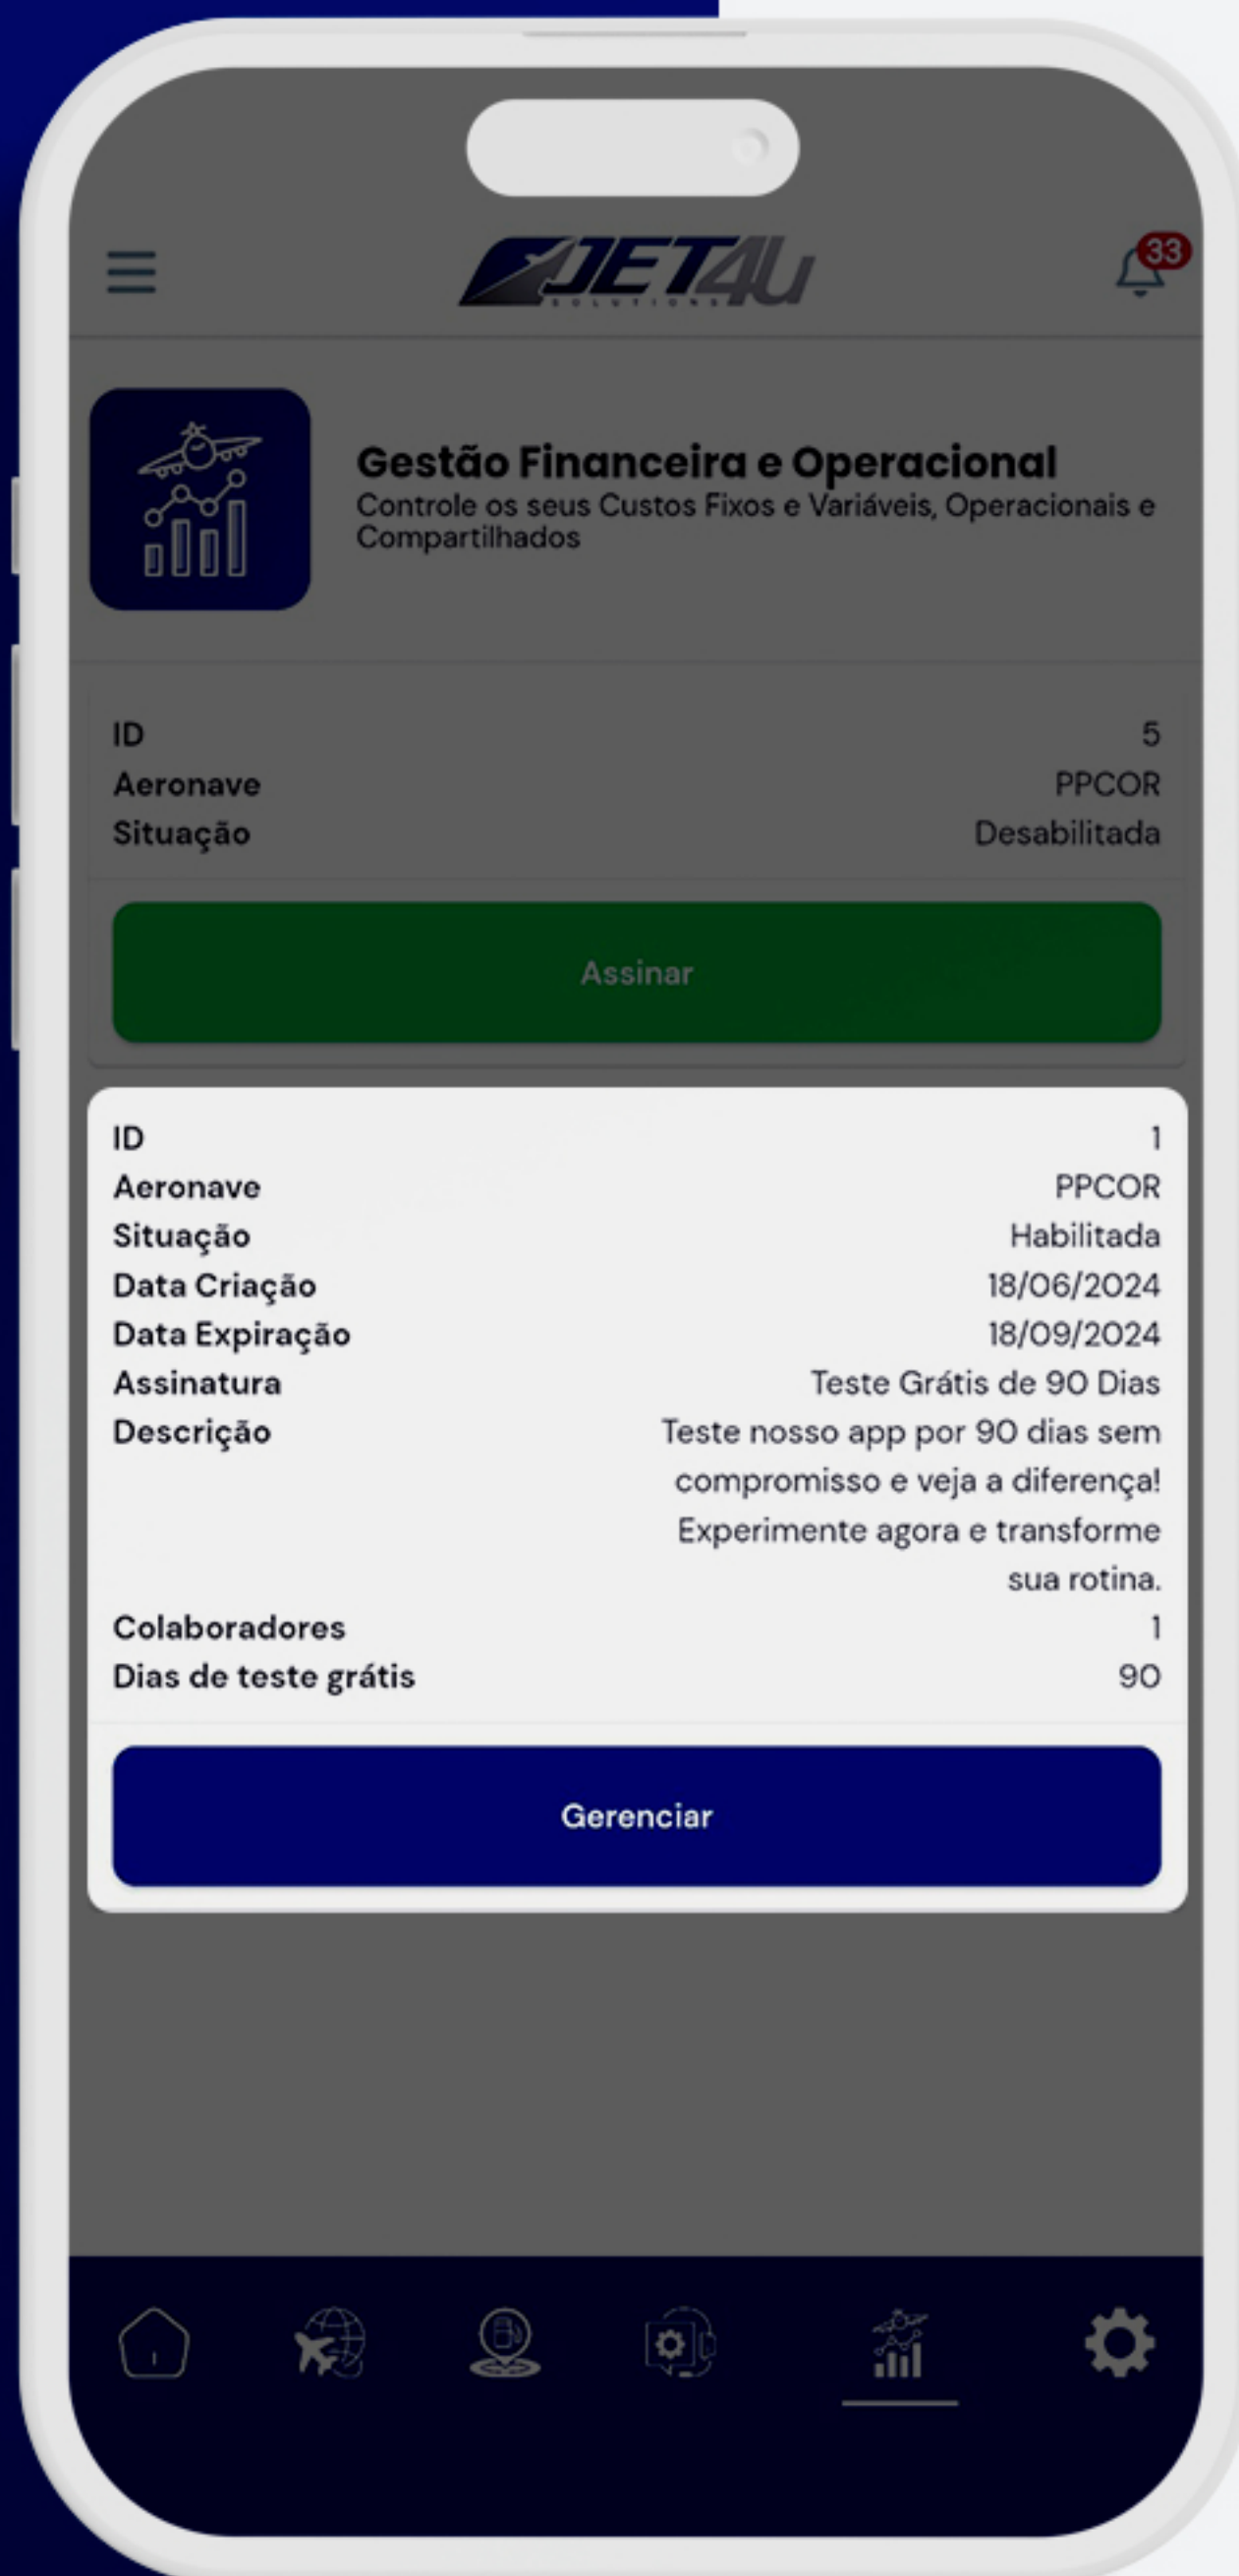 JET4U
SOLUTIONS
33
Gestão Financeira e Operacional
Controle os seus Custos Fixos e Variáveis, Operacionais e
Compartilhados
ID 5
Aeronave PPCOR
Situação Desabilitada
Assinar
ID 1
Aeronave PPCOR
Situação Habilitada
Data Criação 18/06/2024
Data Expiração 18/09/2024
Assinatura Teste Grátis de 90 Dias
Descrição Teste nosso app por 90 dias sem
compromisso e veja a diferença!
Experimente agora e transforme
sua rotina.
Colaboradores 1
Dias de teste grátis 90
Gerenciar